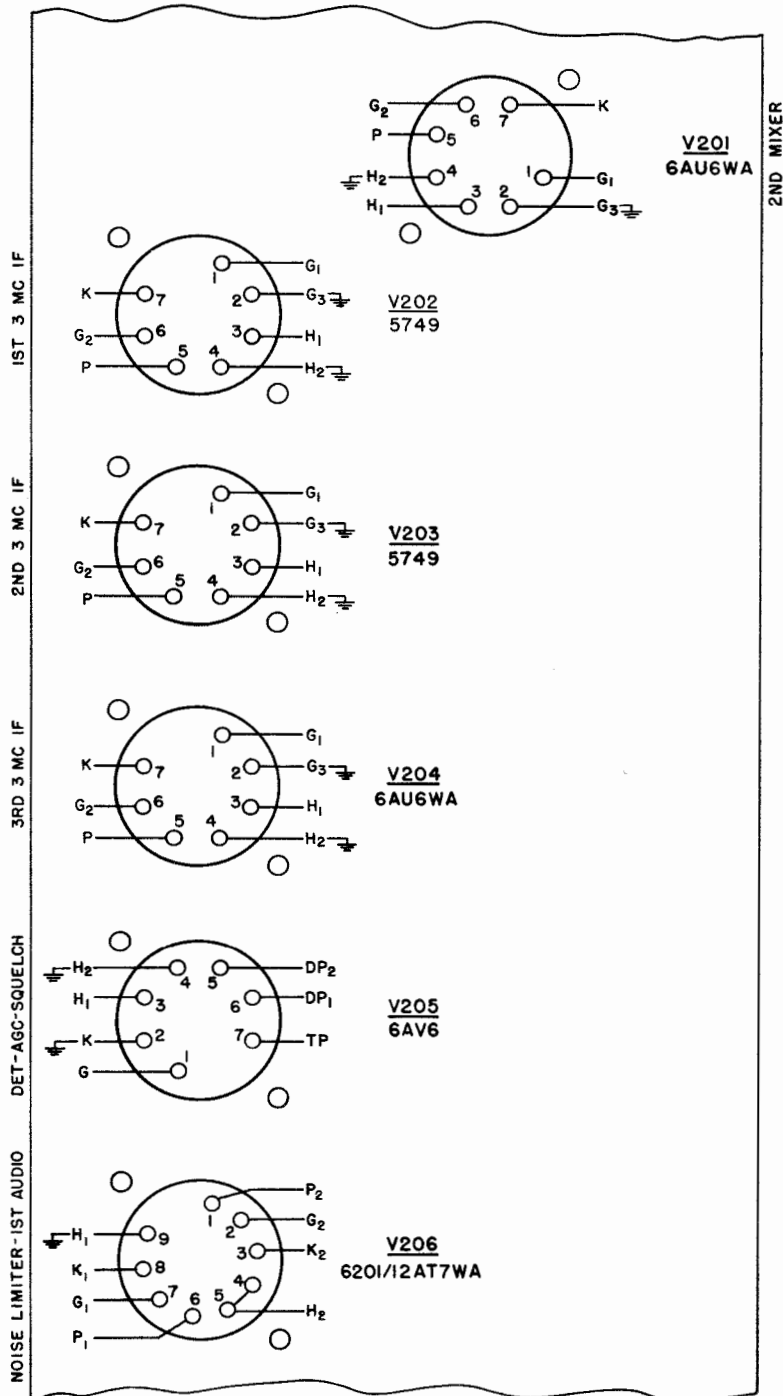 2ND MIXER
G2 6 7 K
P 5
H2 4 1 G1
H1 3 2 G3
V201
6AU6WA
1ST 3 MC IF
1 G1
K 7 2 G3
G2 6 3 H1
P 5 4 H2
V202
5749
2ND 3 MC IF
1 G1
K 7 2 G3
G2 6 3 H1
P 5 4 H2
V203
5749
3RD 3 MC IF
1 G1
K 7 2 G3
G2 6 3 H1
P 5 4 H2
V204
6AU6WA
DET-AGC-SQUELCH
H2 4 5 DP2
H1 3 6 DP1
K 2 7 TP
G 1
V205
6AV6
NOISE LIMITER-1ST AUDIO
1 P2
H1 9 2 G2
K1 8 3 K2
G1 7 4
P1 6 5 H2
V206
6201/12AT7WA